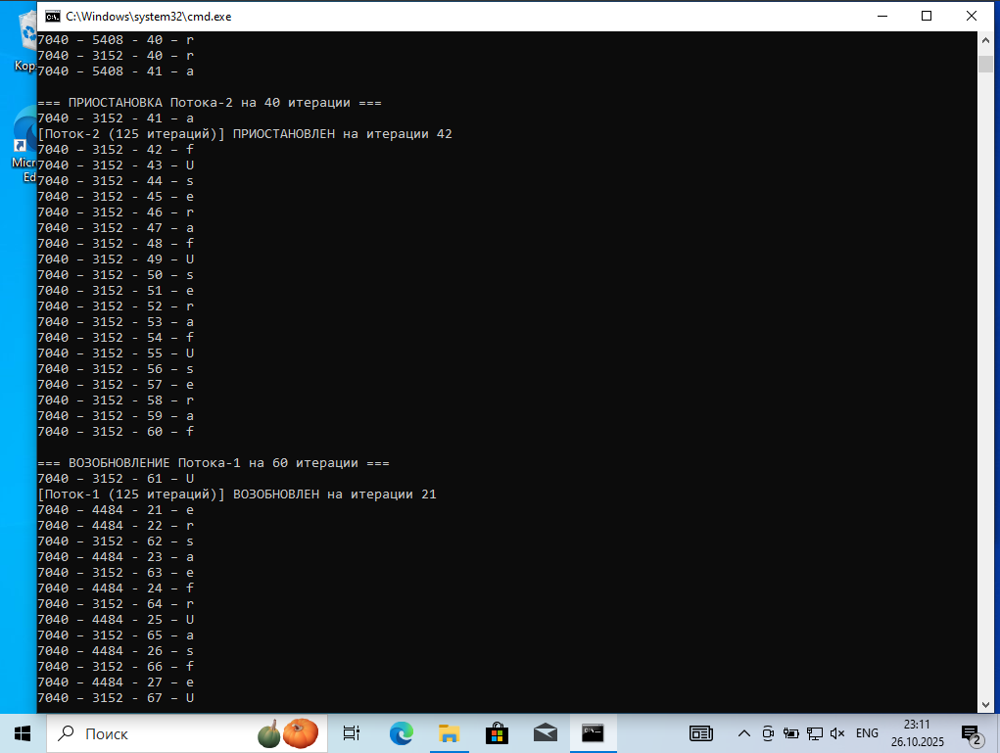 C:\Windows\system32\cmd.exe
Кор
Micr
Ed
7040 – 5408 - 40 – r
7040 – 3152 - 40 – r
7040 – 5408 - 41 – a
=== ПРИОСТАНОВКА Потока-2 на 40 итерации ===
7040 – 3152 - 41 – a
[Поток-2 (125 итераций)] ПРИОСТАНОВЛЕН на итерации 42
7040 – 3152 - 42 – f
7040 – 3152 - 43 – U
7040 – 3152 - 44 – s
7040 – 3152 - 45 – e
7040 – 3152 - 46 – r
7040 – 3152 - 47 – a
7040 – 3152 - 48 – f
7040 – 3152 - 49 – U
7040 – 3152 - 50 – s
7040 – 3152 - 51 – e
7040 – 3152 - 52 – r
7040 – 3152 - 53 – a
7040 – 3152 - 54 – f
7040 – 3152 - 55 – U
7040 – 3152 - 56 – s
7040 – 3152 - 57 – e
7040 – 3152 - 58 – r
7040 – 3152 - 59 – a
7040 – 3152 - 60 – f
=== ВОЗОБНОВЛЕНИЕ Потока-1 на 60 итерации ===
7040 – 3152 - 61 – U
[Поток-1 (125 итераций)] ВОЗОБНОВЛЕН на итерации 21
7040 – 4484 - 21 – e
7040 – 4484 - 22 – r
7040 – 3152 - 62 – s
7040 – 4484 - 23 – a
7040 – 3152 - 63 – e
7040 – 4484 - 24 – f
7040 – 3152 - 64 – r
7040 – 4484 - 25 – U
7040 – 3152 - 65 – a
7040 – 4484 - 26 – s
7040 – 3152 - 66 – f
7040 – 4484 - 27 – e
7040 – 3152 - 67 – U
Поиск
ENG
23:11
26.10.2025
2